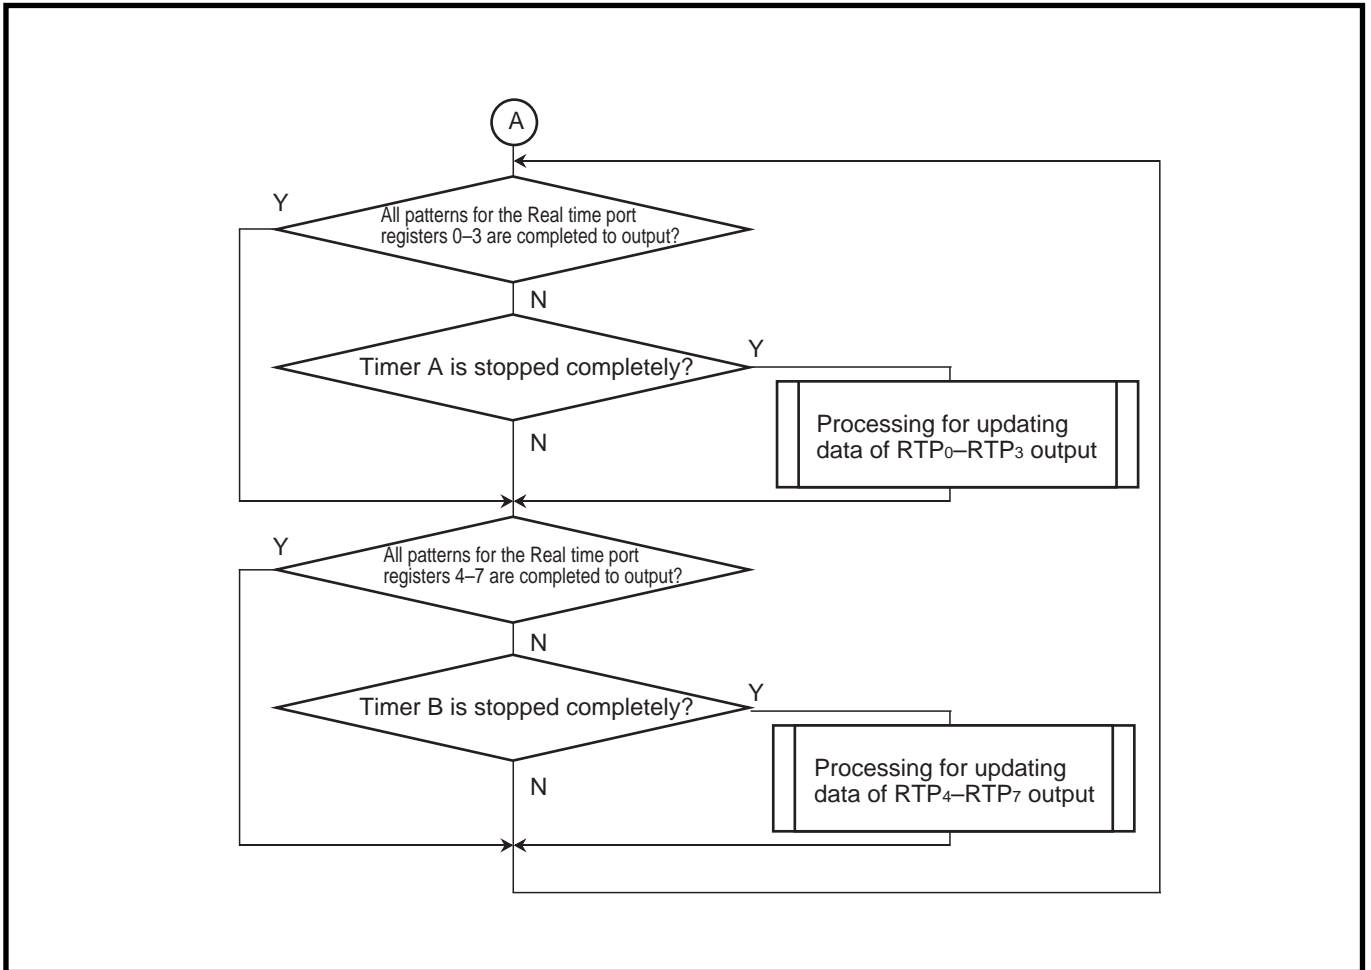 A
Y
All patterns for the Real time port
registers 0–3 are completed to output?
N
Timer A is stopped completely?
Y
Processing for updating
data of RTP0–RTP3 output
N
Y
All patterns for the Real time port
registers 4–7 are completed to output?
N
Timer B is stopped completely?
Y
Processing for updating
data of RTP4–RTP7 output
N